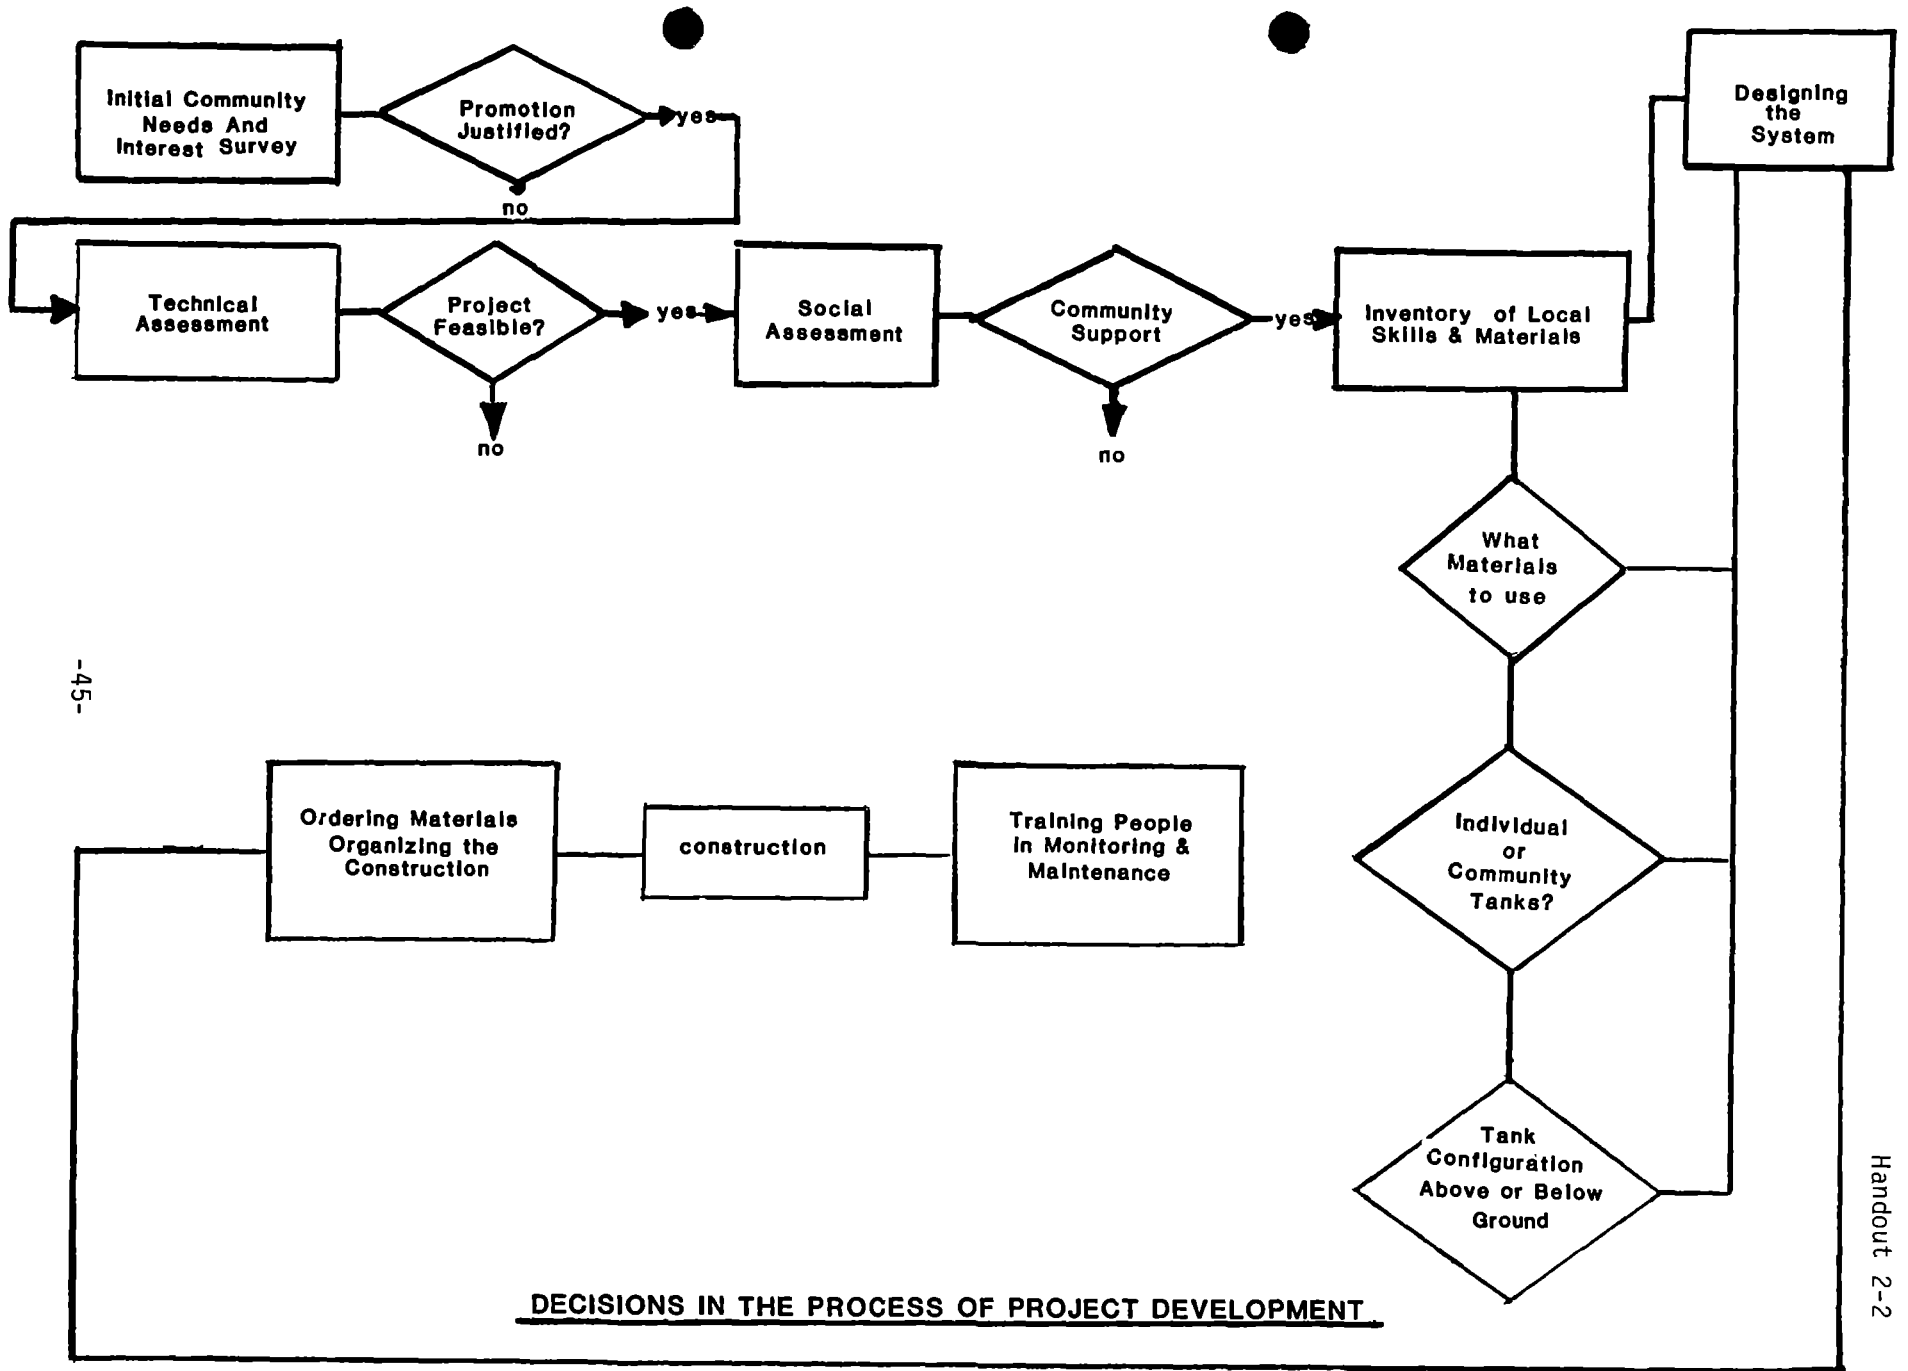 Initial Community
Needs And
Interest Survey
Promotion
Justified?
yes
no
Designing
the
System
Technical
Assessment
Project
Feasible?
yes
no
Social
Assessment
Community
Support
yes
no
Inventory of Local
Skills & Materials
What
Materials
to use
Individual
or
Community
Tanks?
Tank
Configuration
Above or Below
Ground
Ordering Materials
Organizing the
Construction
construction
Training People
in Monitoring &
Maintenance
DECISIONS IN THE PROCESS OF PROJECT DEVELOPMENT
-45-
Handout 2-2